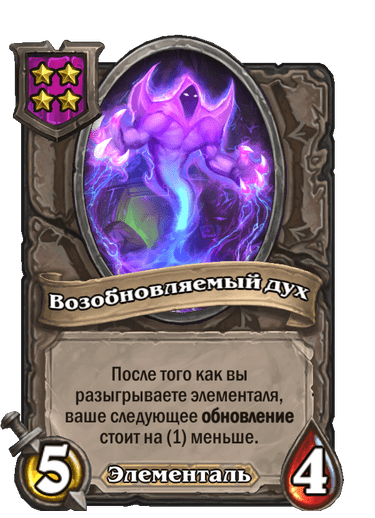 Возобновляемый дух
После того как вы
разыгрываете элементаля,
ваше следующее обновление
стоит на (1) меньше.
5
Элементаль
4